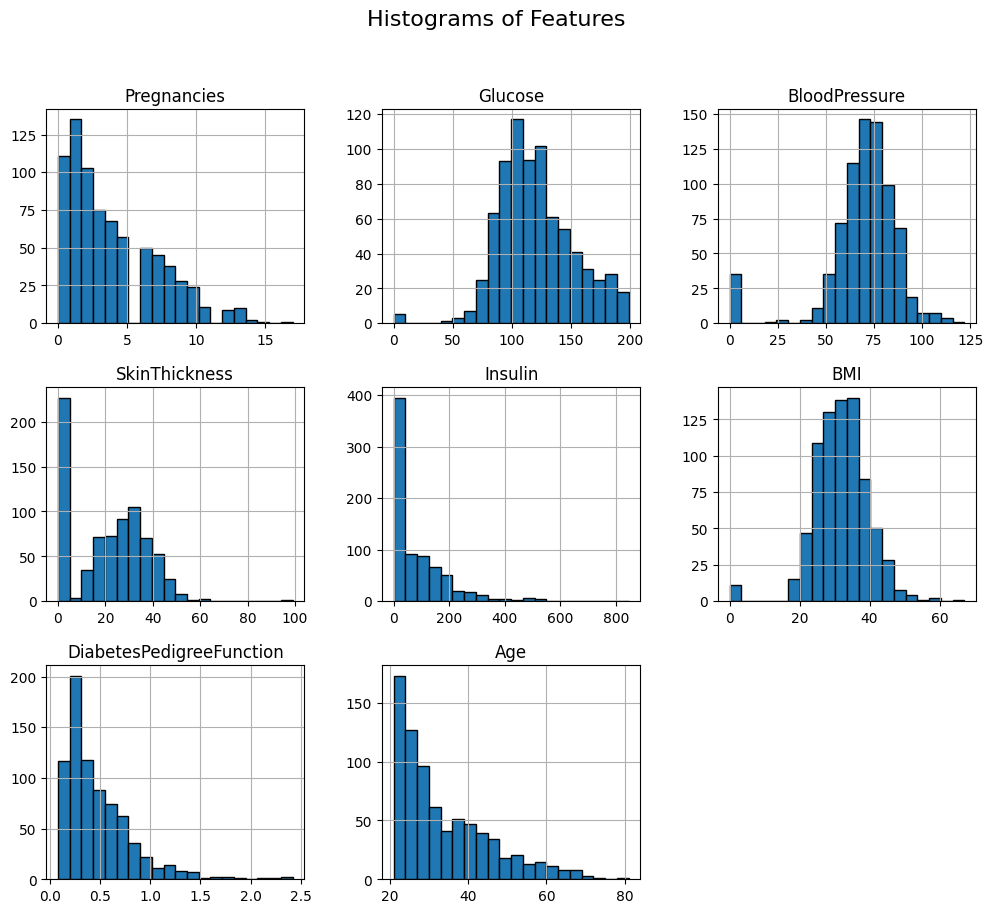 Histograms of Features
Pregnancies
125
100
75
50
25
0
0 5 10 15
Glucose
120
100
80
60
40
20
0
0 50 100 150 200
BloodPressure
150
125
100
75
50
25
0
0 25 50 75 100 125
SkinThickness
200
150
100
50
0
0 20 40 60 80 100
Insulin
400
300
200
100
0
0 200 400 600 800
BMI
125
100
75
50
25
0
0 20 40 60
DiabetesPedigreeFunction
200
150
100
50
0
0.0 0.5 1.0 1.5 2.0 2.5
Age
150
100
50
0
20 40 60 80